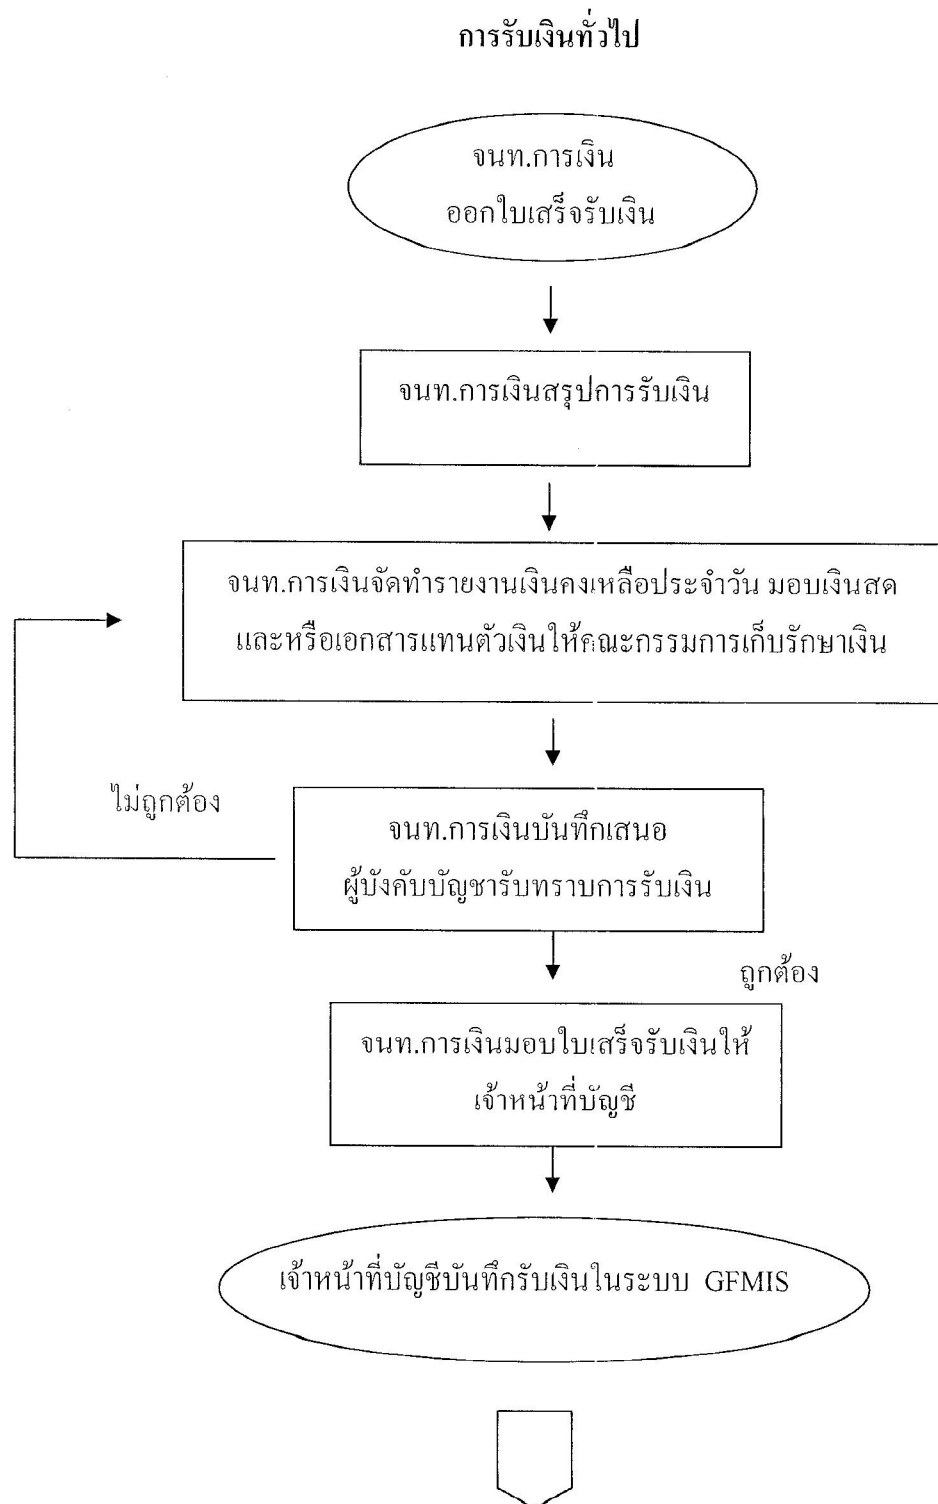 การรับเงินทั่วไป
จนท.การเงิน
ออกใบเสร็จรับเงิน
จนท.การเงินสรุปการรับเงิน
จนท.การเงินจัดทำรายงานเงินคงเหลือประจำวัน มอบเงินสด
และหรือเอกสารแทนตัวเงินให้คณะกรรมการเก็บรักษาเงิน
ไม่ถูกต้อง
จนท.การเงินบันทึกเสนอ
ผู้บังคับบัญชารับทราบการรับเงิน
ถูกต้อง
จนท.การเงินมอบใบเสร็จรับเงินให้
เจ้าหน้าที่บัญชี
เจ้าหน้าที่บัญชีบันทึกรับเงินในระบบ GFMIS